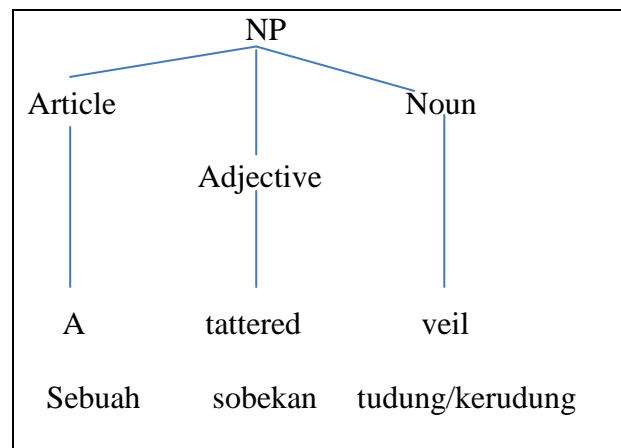 NP
Article Noun
Adjective
A tattered veil
Sebuah sobekan tudung/kerudung